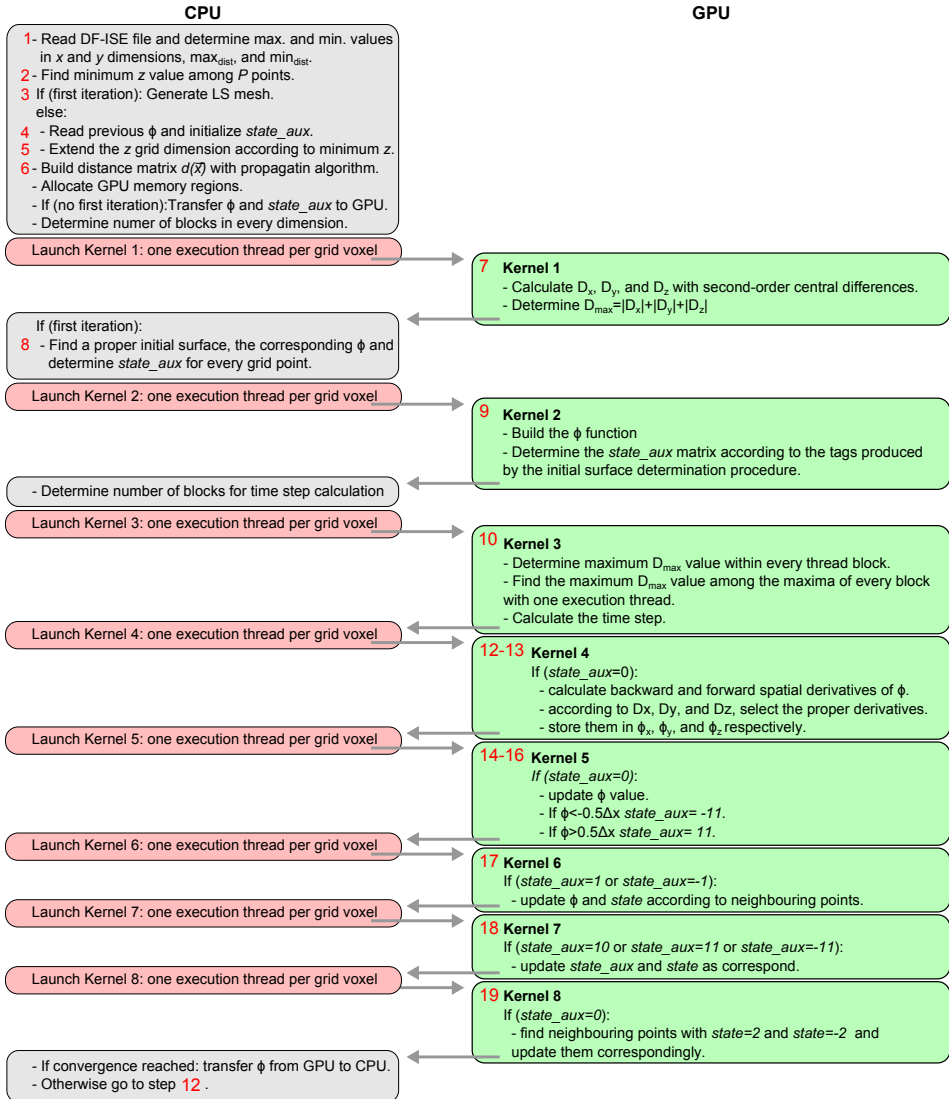 CPU
GPU
1- Read DF-ISE file and determine max. and min. values
in x and y dimensions, max_dist, and min_dist.
2- Find minimum z value among P points.
3 If (first iteration): Generate LS mesh.
else:
4 - Read previous ϕ and initialize state_aux.
5 - Extend the z grid dimension according to minimum z.
6- Build distance matrix d(x⃗) with propagatin algorithm.
- Allocate GPU memory regions.
- If (no first iteration):Transfer ϕ and state_aux to GPU.
- Determine numer of blocks in every dimension.
Launch Kernel 1: one execution thread per grid voxel
7 Kernel 1
- Calculate Dₓ, D_y, and D_z with second-order central differences.
- Determine D_max=|Dₓ|+|D_y|+|D_z|
If (first iteration):
8 - Find a proper initial surface, the corresponding ϕ and
determine state_aux for every grid point.
Launch Kernel 2: one execution thread per grid voxel
9 Kernel 2
- Build the ϕ function
- Determine the state_aux matrix according to the tags produced
by the initial surface determination procedure.
- Determine number of blocks for time step calculation
Launch Kernel 3: one execution thread per grid voxel
10 Kernel 3
- Determine maximum D_max value within every thread block.
- Find the maximum D_max value among the maxima of every block
with one execution thread.
- Calculate the time step.
Launch Kernel 4: one execution thread per grid voxel
12-13 Kernel 4
If (state_aux=0):
- calculate backward and forward spatial derivatives of ϕ.
- according to Dx, Dy, and Dz, select the proper derivatives.
- store them in ϕₓ, ϕ_y, and ϕ_z respectively.
Launch Kernel 5: one execution thread per grid voxel
14-16 Kernel 5
If (state_aux=0):
- update ϕ value.
- If ϕ<-0.5Δx state_aux= -11.
- If ϕ>0.5Δx state_aux= 11.
Launch Kernel 6: one execution thread per grid voxel
17 Kernel 6
If (state_aux=1 or state_aux=-1):
- update ϕ and state according to neighbouring points.
Launch Kernel 7: one execution thread per grid voxel
18 Kernel 7
If (state_aux=10 or state_aux=11 or state_aux=-11):
- update state_aux and state as correspond.
Launch Kernel 8: one execution thread per grid voxel
19 Kernel 8
If (state_aux=0):
- find neighbouring points with state=2 and state=-2 and
update them correspondingly.
- If convergence reached: transfer ϕ from GPU to CPU.
- Otherwise go to step 12 .